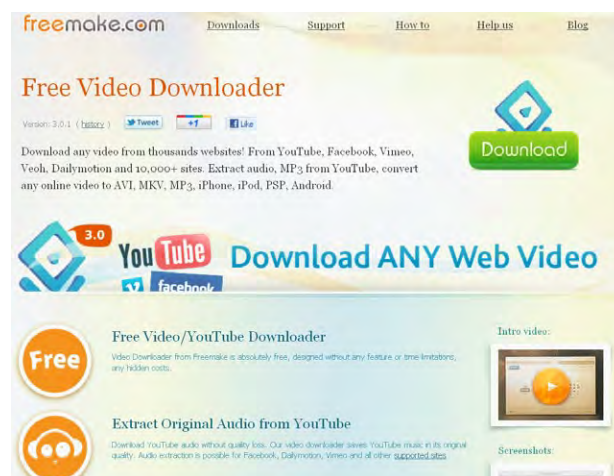 freemake.com
Downloads Support How to Help us Blog
Free Video Downloader
Version: 3.0.1 ( history ) Tweet +1 Like
Download any video from thousands websites! From YouTube, Facebook, Vimeo,
Veoh, Dailymotion and 10,000+ sites. Extract audio, MP3 from YouTube, convert
any online video to AVI, MKV, MP3, iPhone, iPod, PSP, Android.
Download
3.0
YouTube Download ANY Web Video
facebook
Free
Free Video/YouTube Downloader
Video Downloader from Freemake is absolutely free, designed without any feature or time limitations,
any hidden costs.
Intro video:
Extract Original Audio from YouTube
Download YouTube audio without quality loss. Our video downloader saves YouTube music in its original
quality. Audio extraction is possible for Facebook, Dailymotion, Vimeo and all other supported sites
Screenshots: